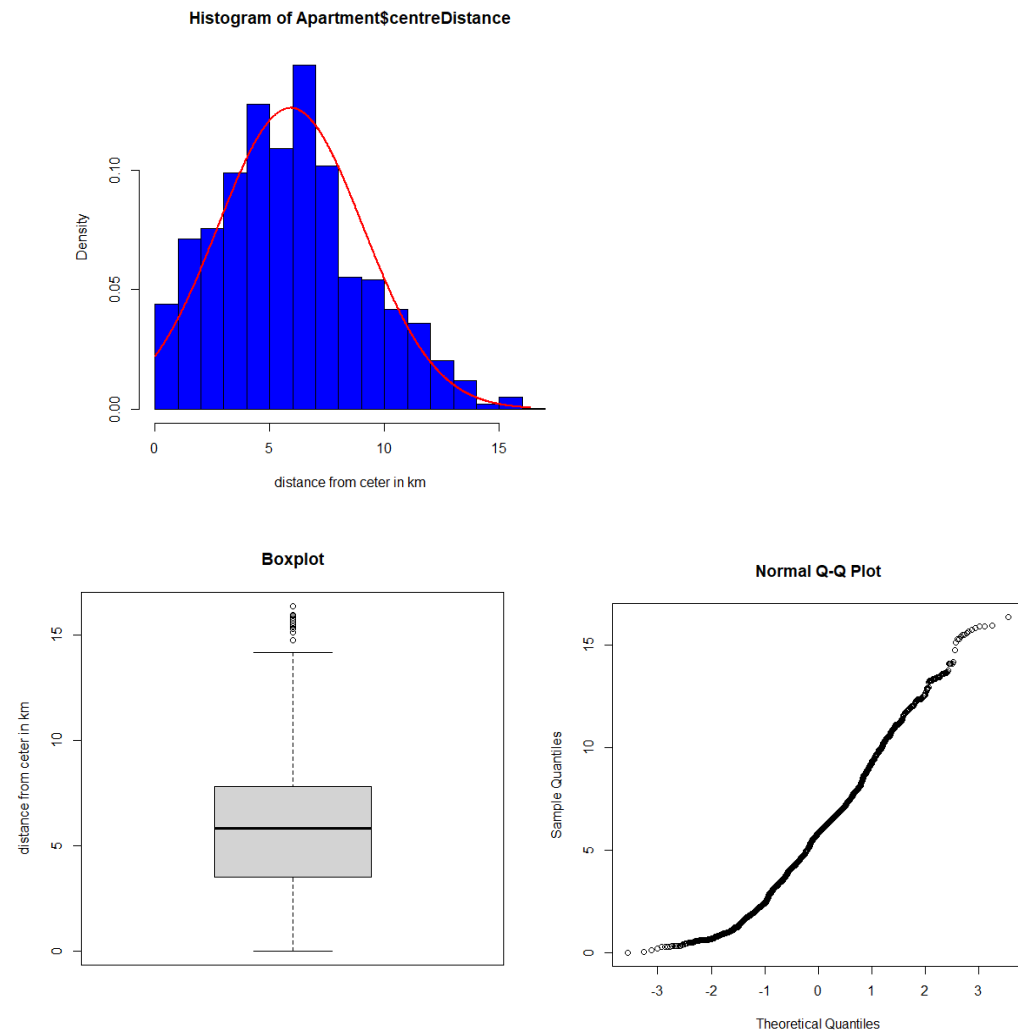 Histogram of Apartment$centreDistance
Density
0.00
0.05
0.10
0
5
10
15
distance from ceter in km
Boxplot
distance from ceter in km
0
5
10
15
Normal Q-Q Plot
Sample Quantiles
0
5
10
15
-3
-2
-1
0
1
2
3
Theoretical Quantiles